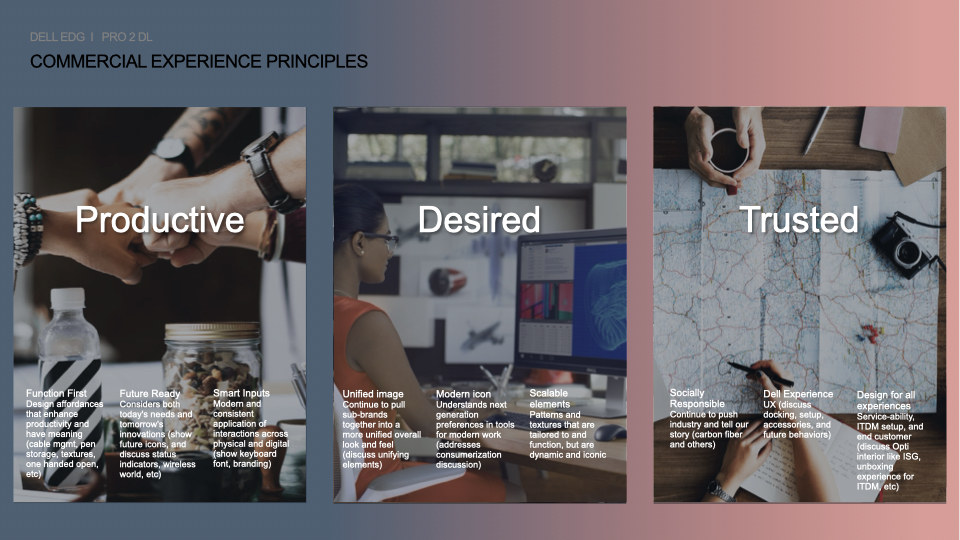 DELL EDG | PRO 2 DL
COMMERCIAL EXPERIENCE PRINCIPLES
Productive
Function First
Design affordances
that enhance
productivity and
have meaning
(cable mgmt, pen
storage, textures,
one handed open,
etc)
Future Ready
Considers both
today's needs and
tomorrow's
innovations (show
future icons, and
discuss status
indicators, wireless
world, etc)
Smart Inputs
Modern and
consistent
application of
interactions across
physical and digital
(show keyboard
font, branding)
Desired
Unified image
Continue to pull
sub-brands
together into a
more unified overall
look and feel
(discuss unifying
elements)
Modern icon
Understands next
generation
preferences in tools
for modern work
(addresses
consumerization
discussion)
Scalable
elements
Patterns and
textures that are
tailored to and
function, but are
dynamic and iconic
Trusted
Socially
Responsible
Continue to push
industry and tell our
story (carbon fiber
and others)
Dell Experience
UX (discuss
docking, setup,
accessories, and
future behaviors)
Design for all
experiences
Service-ability,
ITDM setup, and
end customer
(discuss Opti
interior like ISG,
unboxing
experience for
ITDM, etc)